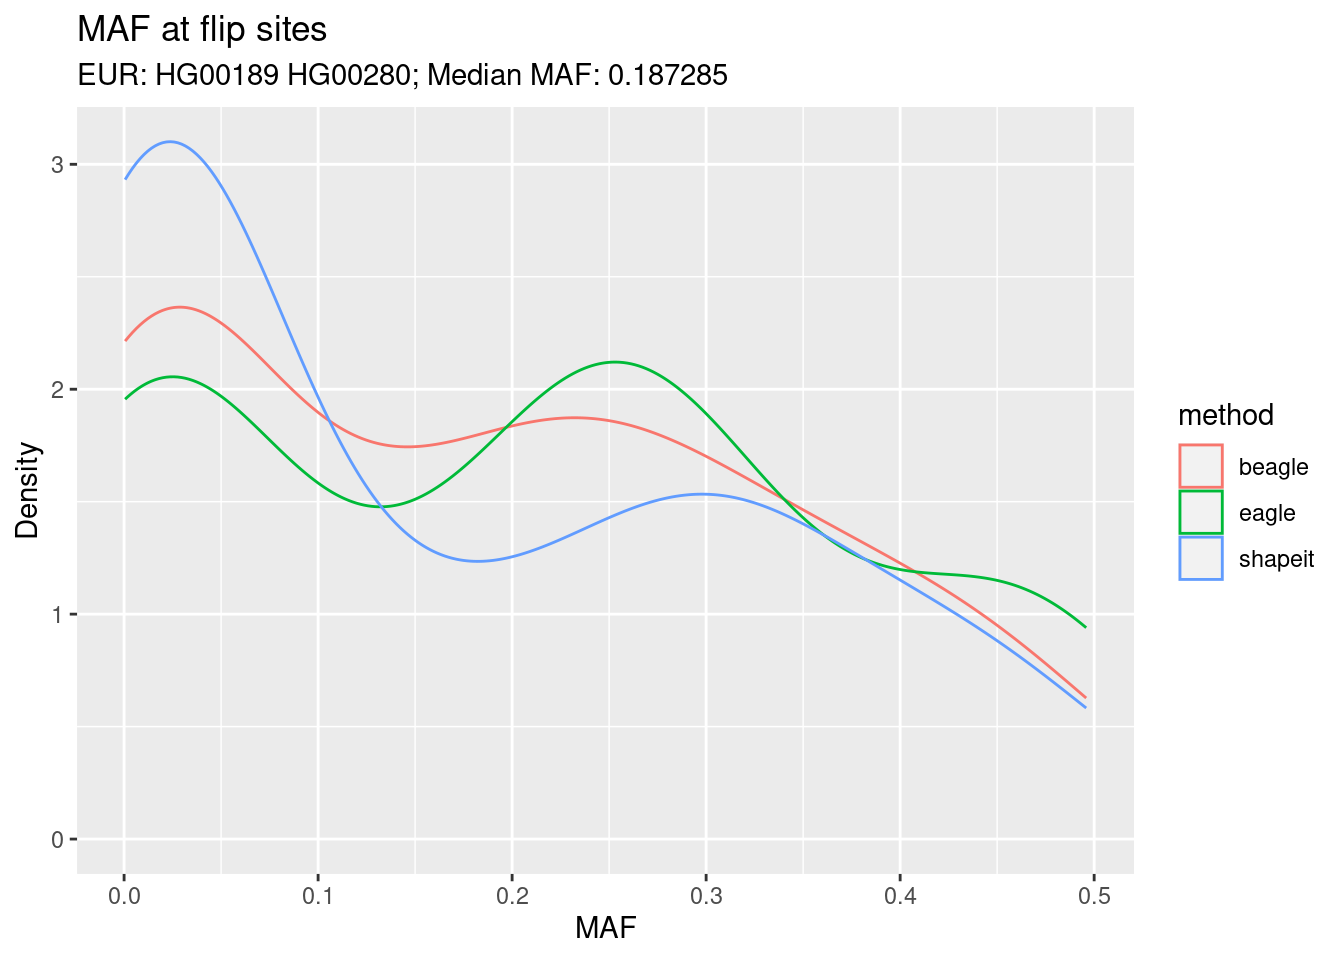 MAF at flip sites
EUR: HG00189 HG00280; Median MAF: 0.187285
3
2
1
0
Density
0.0 0.1 0.2 0.3 0.4 0.5
MAF
method
beagle
eagle
shapeit